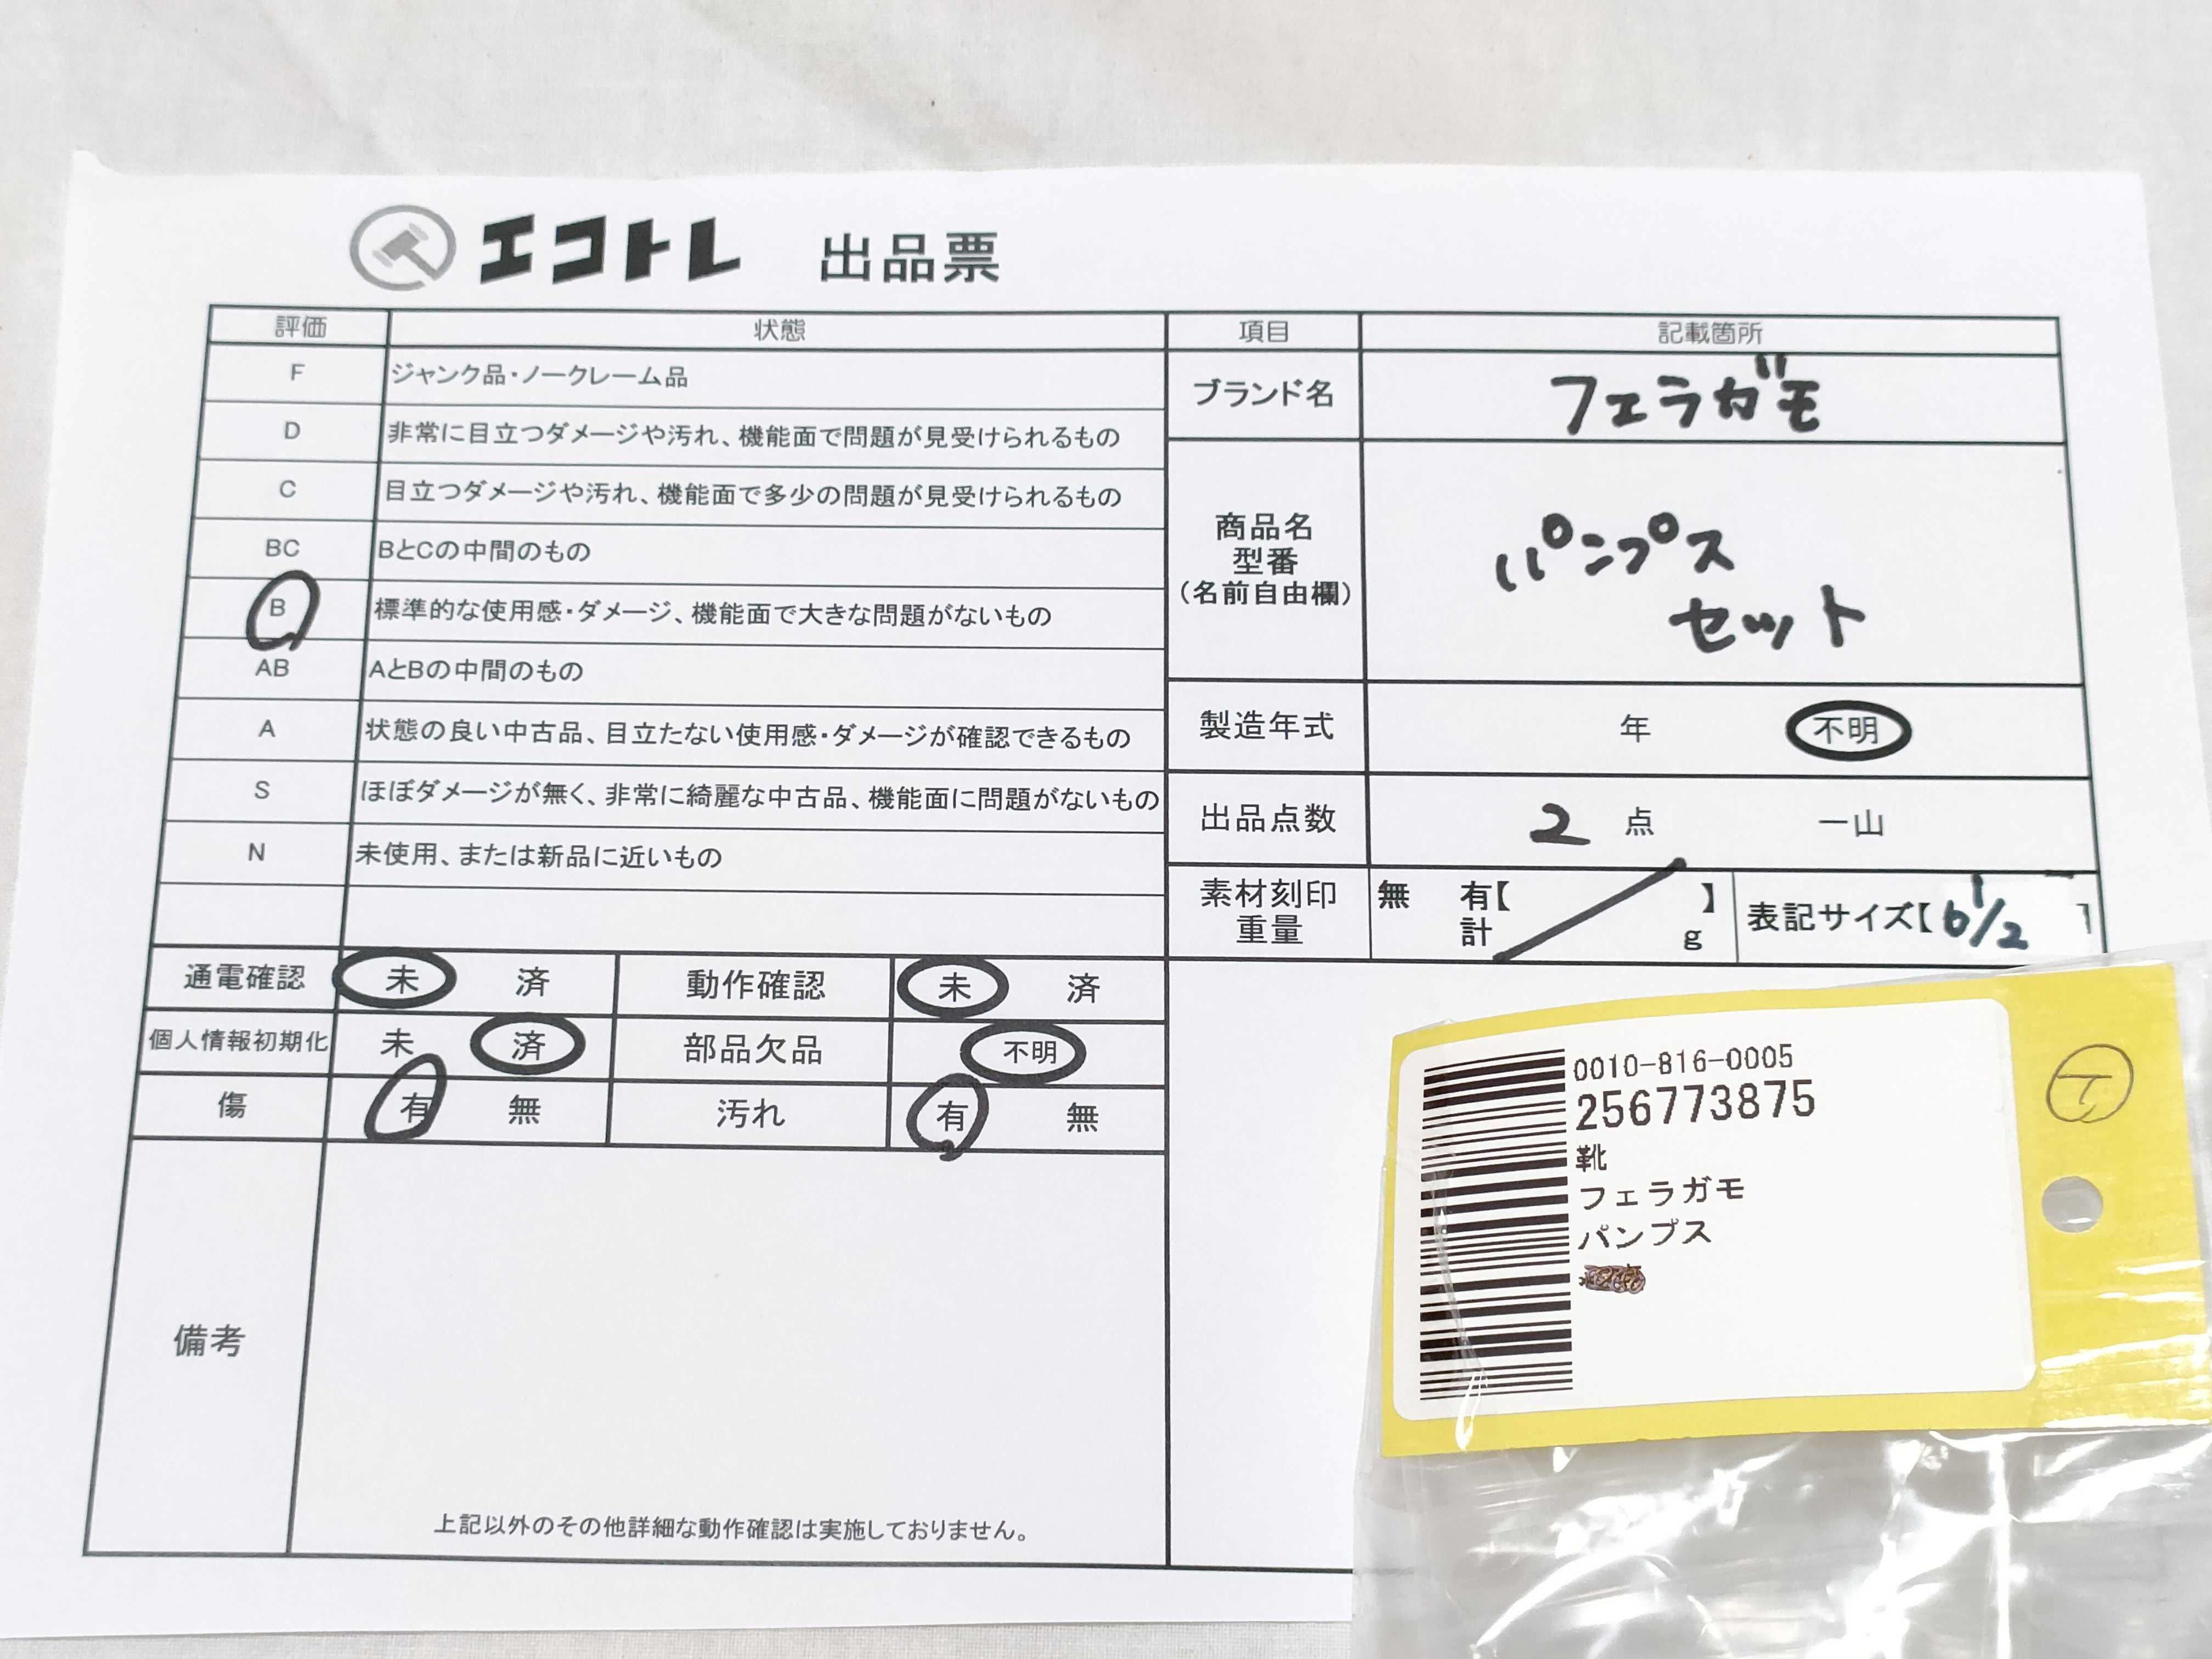 エコトレ 出品票
評価 状態 項目 記載箇所
F ジャンク品・ノークレーム品
D 非常に目立つダメージや汚れ、機能面で問題が見受けられるもの
C 目立つダメージや汚れ、機能面で多少の問題が見受けられるもの
BC BとCの中間のもの
B 標準的な使用感・ダメージ、機能面で大きな問題がないもの
AB AとBの中間のもの
A 状態の良い中古品、目立たない使用感・ダメージが確認できるもの
S ほぼダメージが無く、非常に綺麗な中古品、機能面に問題がないもの
N 未使用、または新品に近いもの
ブランド名 フェラガモ
商品名
型番
(名前自由欄)
パンプス
セット
製造年式 年 不明
出品点数 2 点 一山
素材刻印
重量
無 有【 】
計 g
表記サイズ【 6 1/2 】
通電確認 未 済 動作確認 未 済
個人情報初期化 未 済 部品欠品 不明
傷 有 無 汚れ 有 無
備考
上記以外のその他詳細な動作確認は実施しておりません。
0010-816-0005
256773875
靴
フェラガモ
パンプス